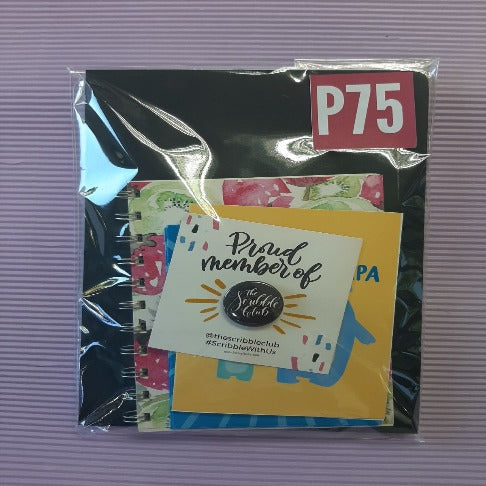 P75
Proud
member of
the
Scribble
Club
PA
@thescribbleclub
#ScribbleWithUs